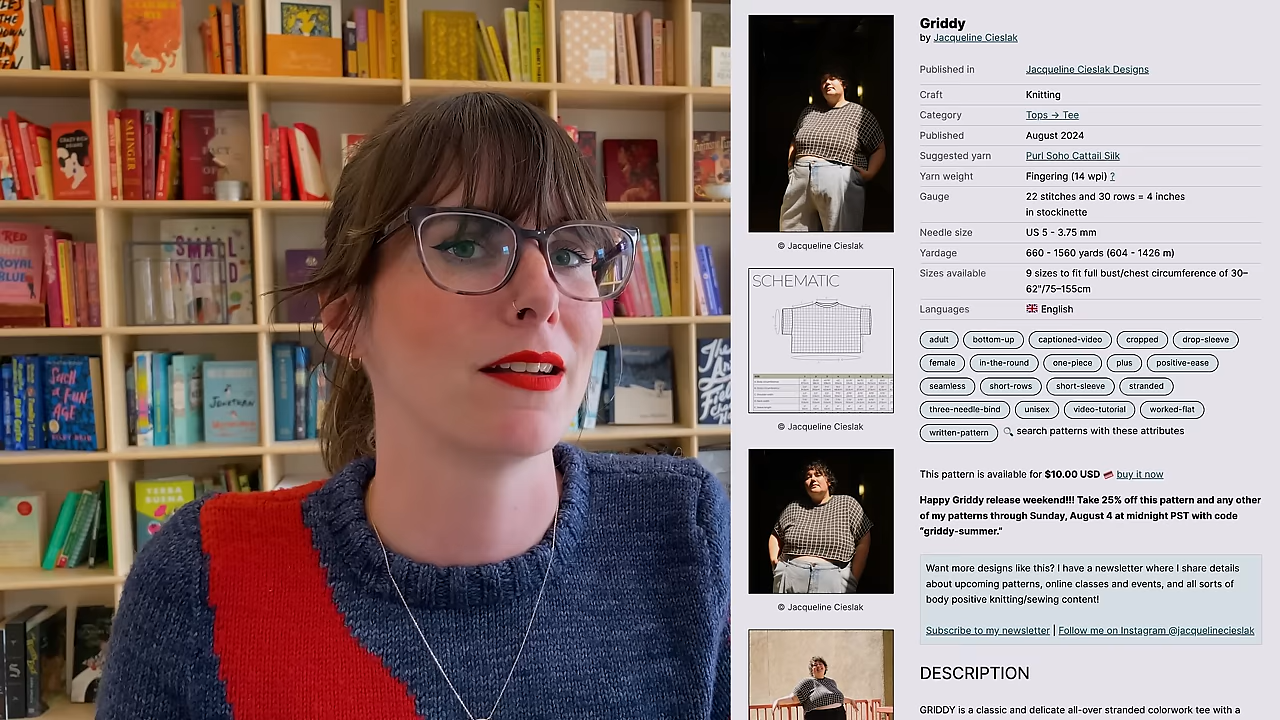 CRAZY RICH
SALINGER
THE
OF
RED
ROYAL
BLUE
SMALL
WORLD
RILEY
JONATHAN
YERBA
BUENA
Griddy
by Jacqueline Cieslak
Published in Jacqueline Cieslak Designs
Craft Knitting
Category Tops → Tee
Published August 2024
Suggested yarn Purl Soho Cattail Silk
Yarn weight Fingering (14 wpi) ?
Gauge 22 stitches and 30 rows = 4 inches
in stockinette
Needle size US 5 - 3.75 mm
Yardage 660 - 1560 yards (604 - 1426 m)
Sizes available 9 sizes to fit full bust/chest circumference of 30–
62"/75–155cm
Languages English
adult bottom-up captioned-video cropped drop-sleeve
female in-the-round one-piece plus positive-ease
seamless short-rows short-sleeves stranded
three-needle-bind unisex video-tutorial worked-flat
written-pattern search patterns with these attributes
This pattern is available for $10.00 USD buy it now
Happy Griddy release weekend!!! Take 25% off this pattern and any other
of my patterns through Sunday, August 4 at midnight PST with code
“griddy-summer.”
Want more designs like this? I have a newsletter where I share details
about upcoming patterns, online classes and events, and all sorts of
body positive knitting/sewing content!
Subscribe to my newsletter | Follow me on Instagram @jacquelinecieslak
DESCRIPTION
GRIDDY is a classic and delicate all-over stranded colorwork tee with a
© Jacqueline Cieslak
SCHEMATIC
© Jacqueline Cieslak
© Jacqueline Cieslak